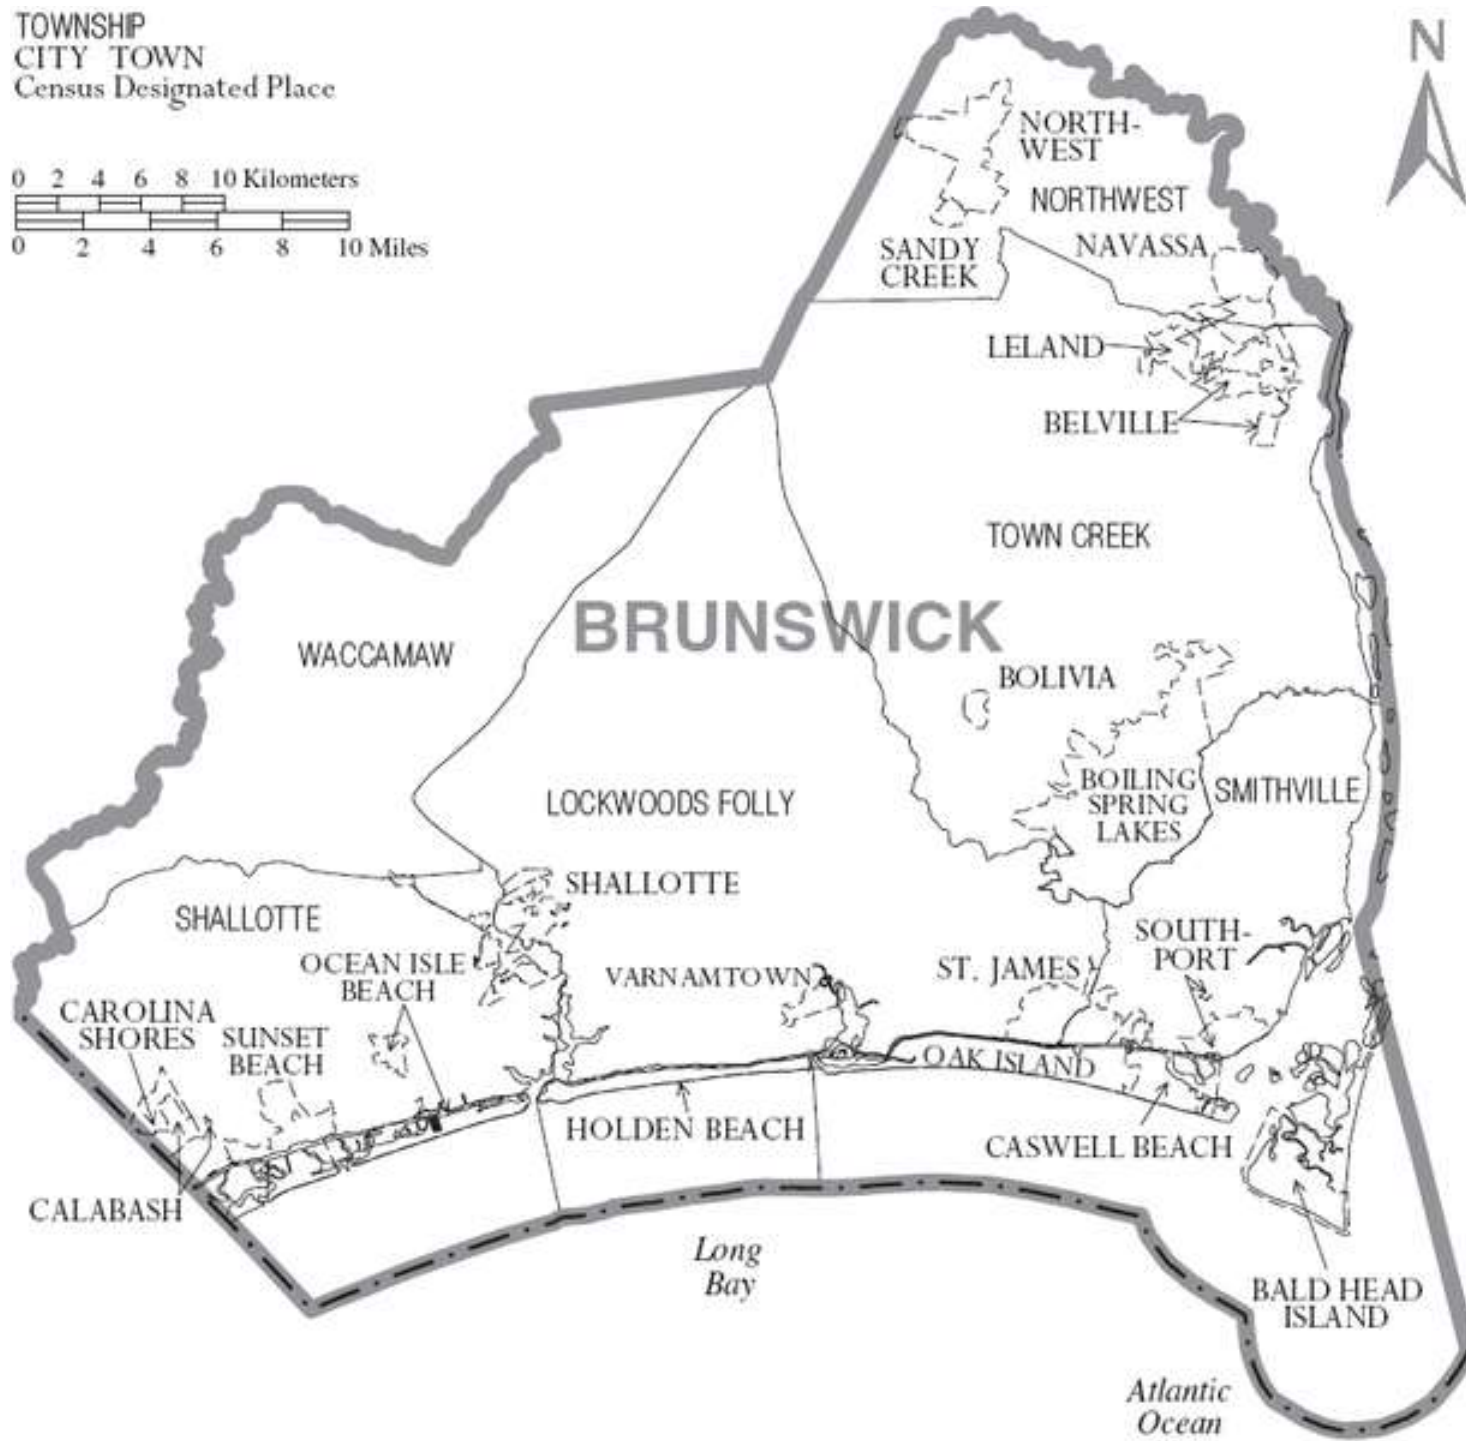 TOWNSHIP
CITY TOWN
Census Designated Place
N
0 2 4 6 8 10 Kilometers
0 2 4 6 8 10 Miles
NORTH-
WEST
NORTHWEST
SANDY
CREEK
NAVASSA
LELAND
BELVILLE
TOWN CREEK
BRUNSWICK
WACCAMAW
BOLIVIA
BOILING
SPRING
LAKES
SMITHVILLE
LOCKWOODS FOLLY
SHALLOTTE
SHALLOTTE
OCEAN ISLE
BEACH
VARNAMTOWN
ST. JAMES
SOUTH-
PORT
CAROLINA
SHORES
SUNSET
BEACH
OAK ISLAND
HOLDEN BEACH
CASWELL BEACH
CALABASH
Long
Bay
BALD HEAD
ISLAND
Atlantic
Ocean